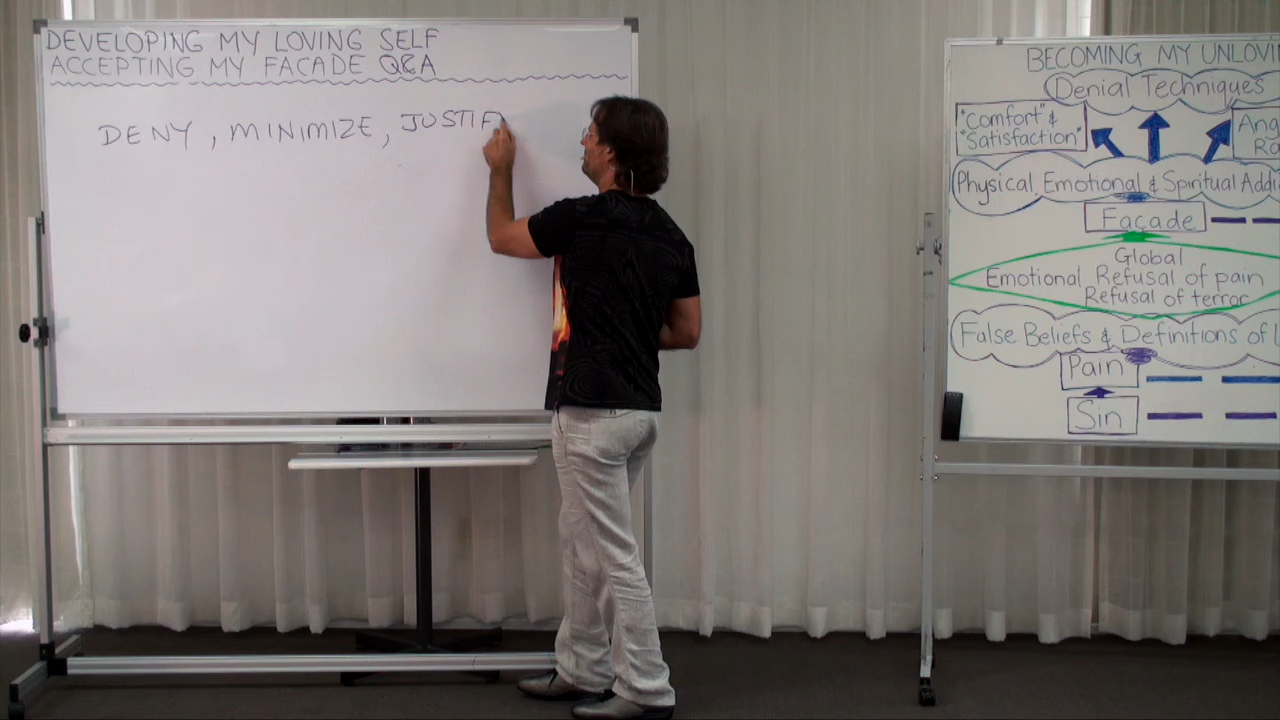 DEVELOPING MY LOVING SELF
ACCEPTING MY FACADE Q&A
DENY, MINIMIZE, JUSTIF
BECOMING MY UNLOVI
Denial Techniques
"Comfort" &
"Satisfaction"
Ang
Ra
Physical, Emotional & Spiritual Addi
Façade
Global
Emotional Refusal of pain
Refusal of terror
False Beliefs & Definitions of L
Pain
Sin